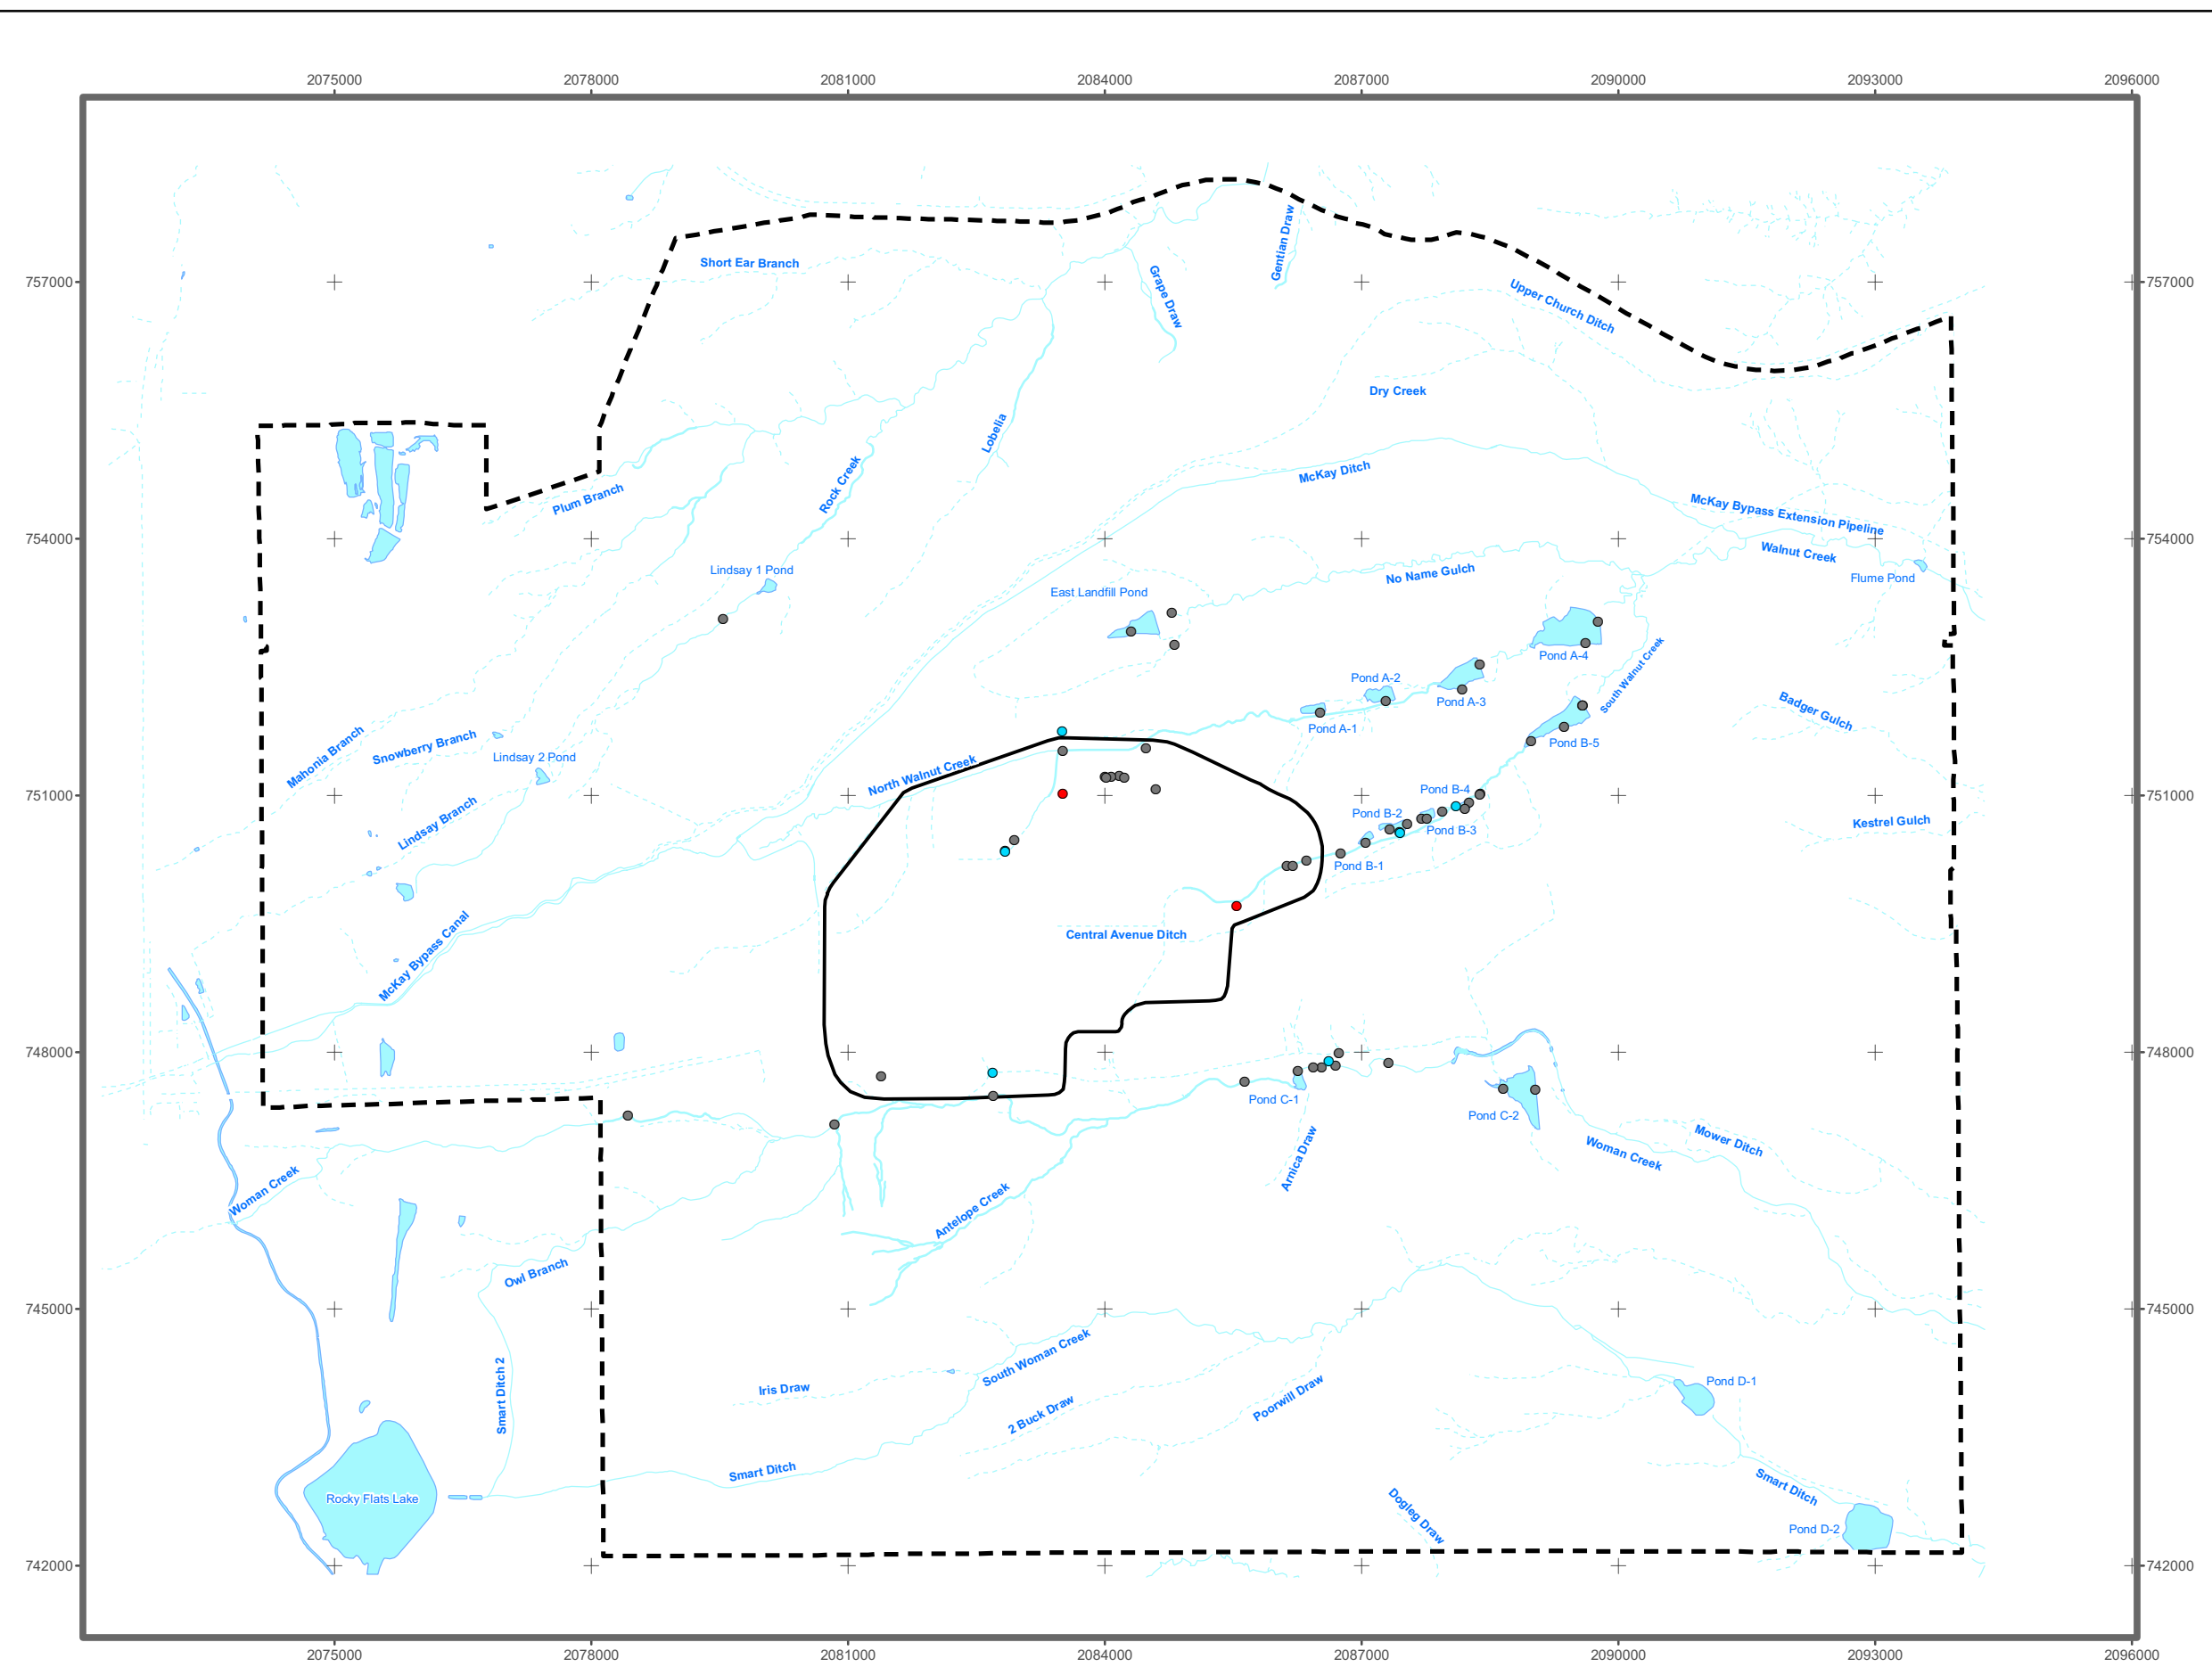 2075000 2078000 2081000 2084000 2087000 2090000 2093000 2096000
Gentian Draw
Short Ear Branch
Grape Draw
757000
757000
Upper Church Ditch
Dry Creek
Lobelia
McKay Ditch
Rock Creek
Plum Branch
McKay Bypass Extension Pipeline
754000
754000
Walnut Creek
Lindsay 1 Pond
No Name Gulch
Flume Pond
East Landfill Pond
Pond A-4
South Walnut Creek
Pond A-2
Pond A-3
Badger Gulch
Pond A-1
Pond B-5
Mahonia Branch
Snowberry Branch
Lindsay 2 Pond
North Walnut Creek
Pond B-4
751000
751000
Lindsay Branch
Pond B-2
Kestrel Gulch
Pond B-3
Pond B-1
Central Avenue Ditch
McKay Bypass Canal
748000
748000
Pond C-1
Pond C-2
Mower Ditch
Arnica Draw
Woman Creek
Woman Creek
Antelope Creek
Owl Branch
745000
745000
South Woman Creek
Smart Ditch 2
Iris Draw
Pond D-1
2 Buck Draw
Poorwill Draw
Smart Ditch
Smart Ditch
Rocky Flats Lake
Dogleg Draw
Pond D-2
742000
742000
2075000 2078000 2081000 2084000 2087000 2090000 2093000 2096000